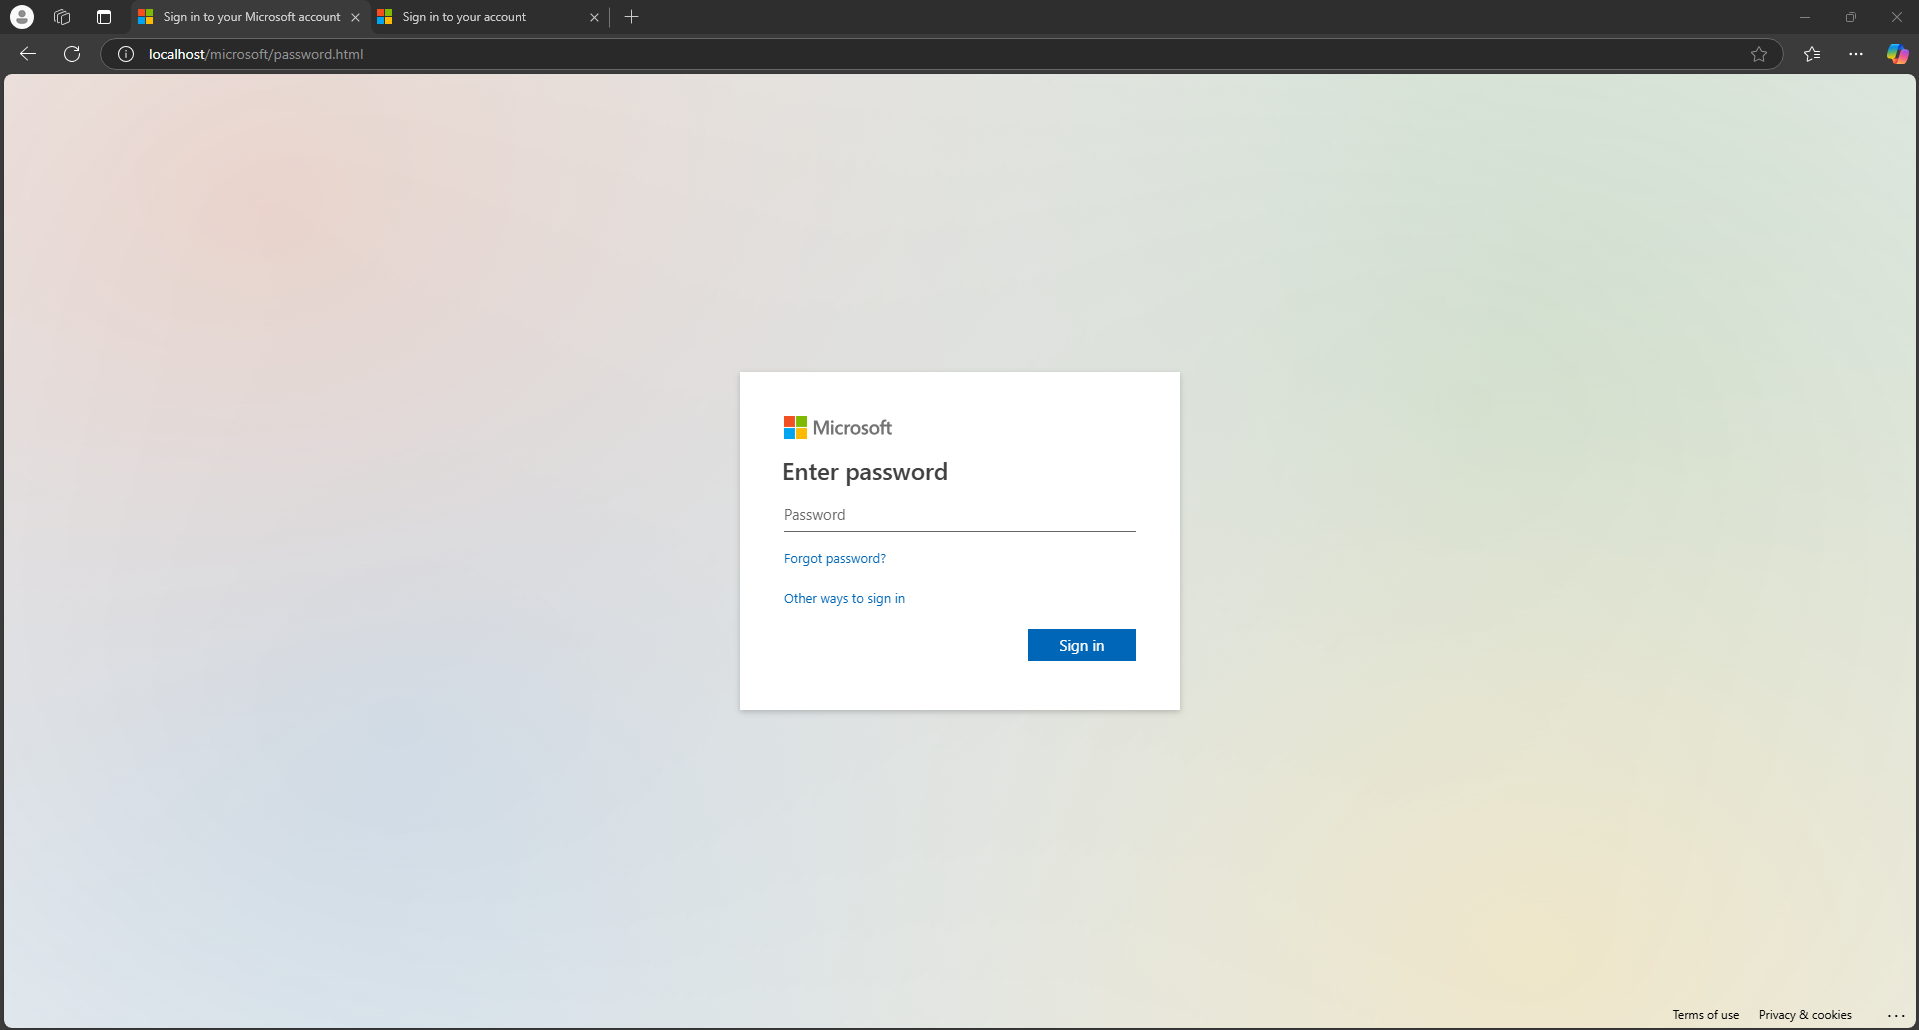 Sign in to your Microsoft account
Sign in to your account
localhost/microsoft/password.html
Microsoft
Enter password
Password
Forgot password?
Other ways to sign in
Sign in
Terms of use
Privacy & cookies